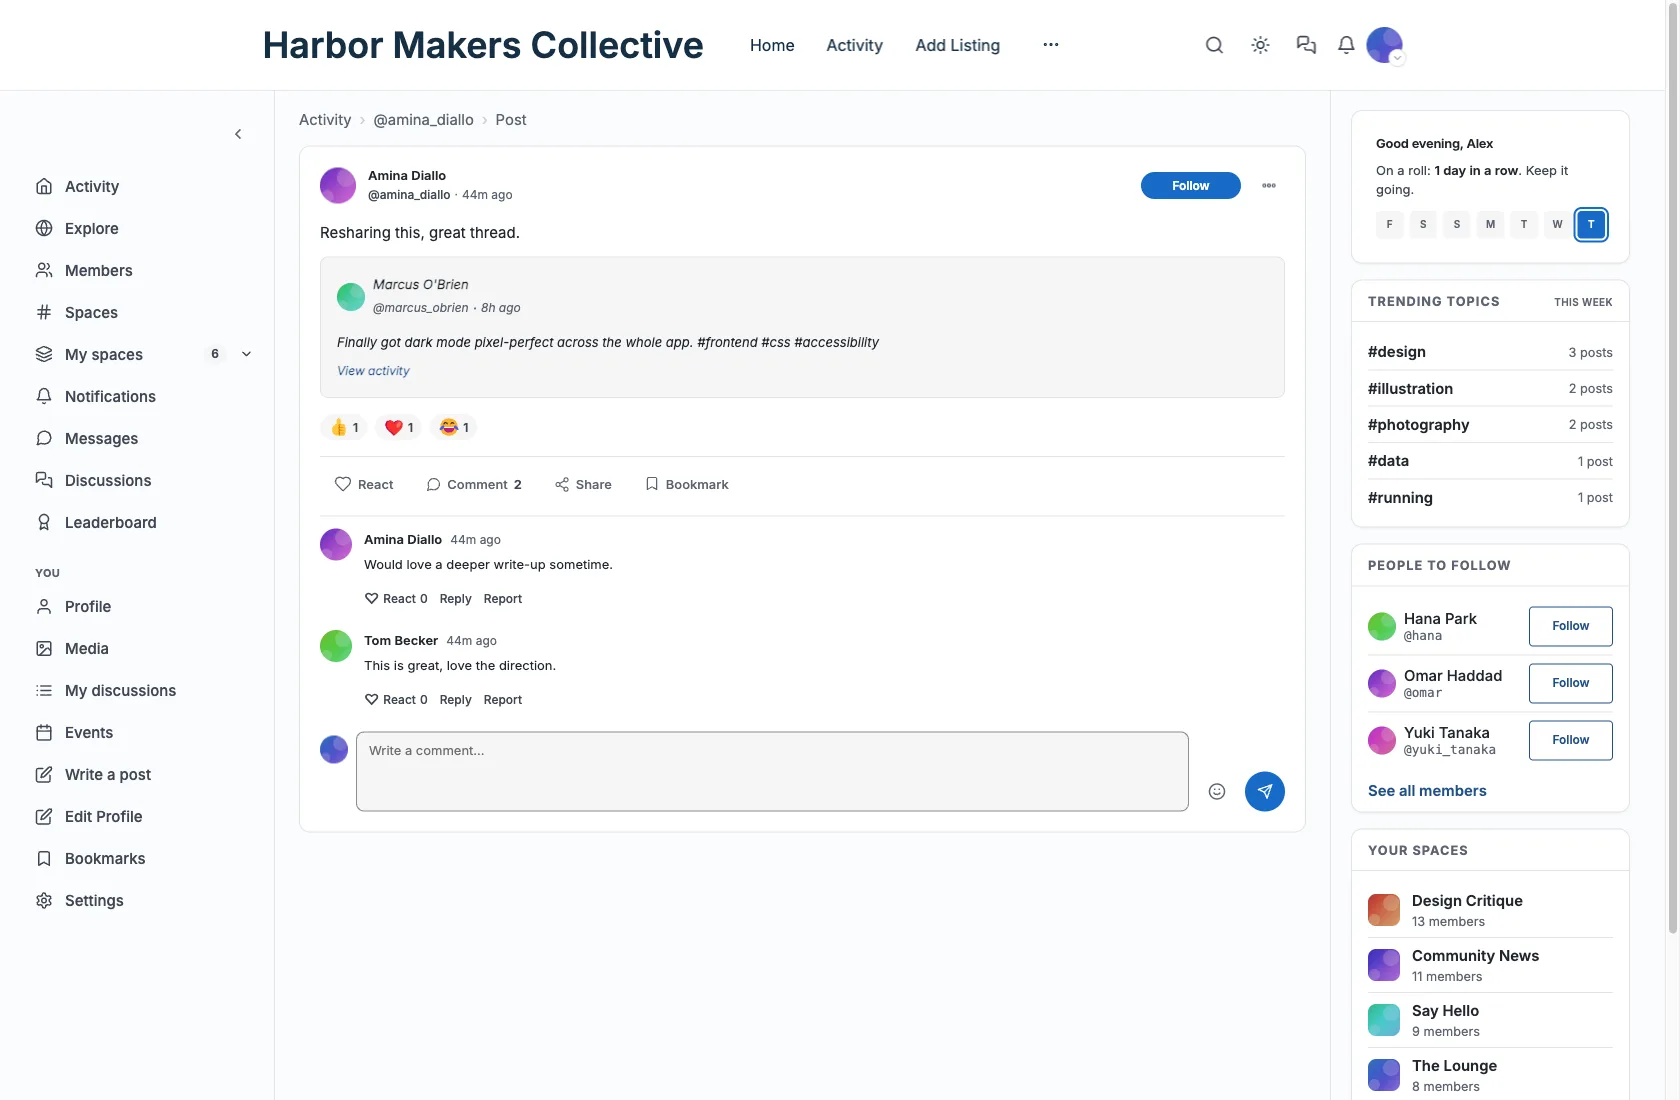 Harbor Makers Collective
Home
Activity
Add Listing
Activity
Explore
Members
Spaces
My spaces 6
Notifications
Messages
Discussions
Leaderboard
YOU
Profile
Media
My discussions
Events
Write a post
Edit Profile
Bookmarks
Settings
Activity › @amina_diallo › Post
Amina Diallo
@amina_diallo · 44m ago
Follow
Resharing this, great thread.
Marcus O'Brien
@marcus_obrien · 8h ago
Finally got dark mode pixel-perfect across the whole app. #frontend #css #accessibility
View activity
👍 1 ❤️ 1 😂 1
React
Comment 2
Share
Bookmark
Amina Diallo 44m ago
Would love a deeper write-up sometime.
React 0 Reply Report
Tom Becker 44m ago
This is great, love the direction.
React 0 Reply Report
Write a comment...
Good evening, Alex
On a roll: 1 day in a row. Keep it
going.
F S S M T W T
TRENDING TOPICS THIS WEEK
#design 3 posts
#illustration 2 posts
#photography 2 posts
#data 1 post
#running 1 post
PEOPLE TO FOLLOW
Hana Park
@hana
Follow
Omar Haddad
@omar
Follow
Yuki Tanaka
@yuki_tanaka
Follow
See all members
YOUR SPACES
Design Critique
13 members
Community News
11 members
Say Hello
9 members
The Lounge
8 members